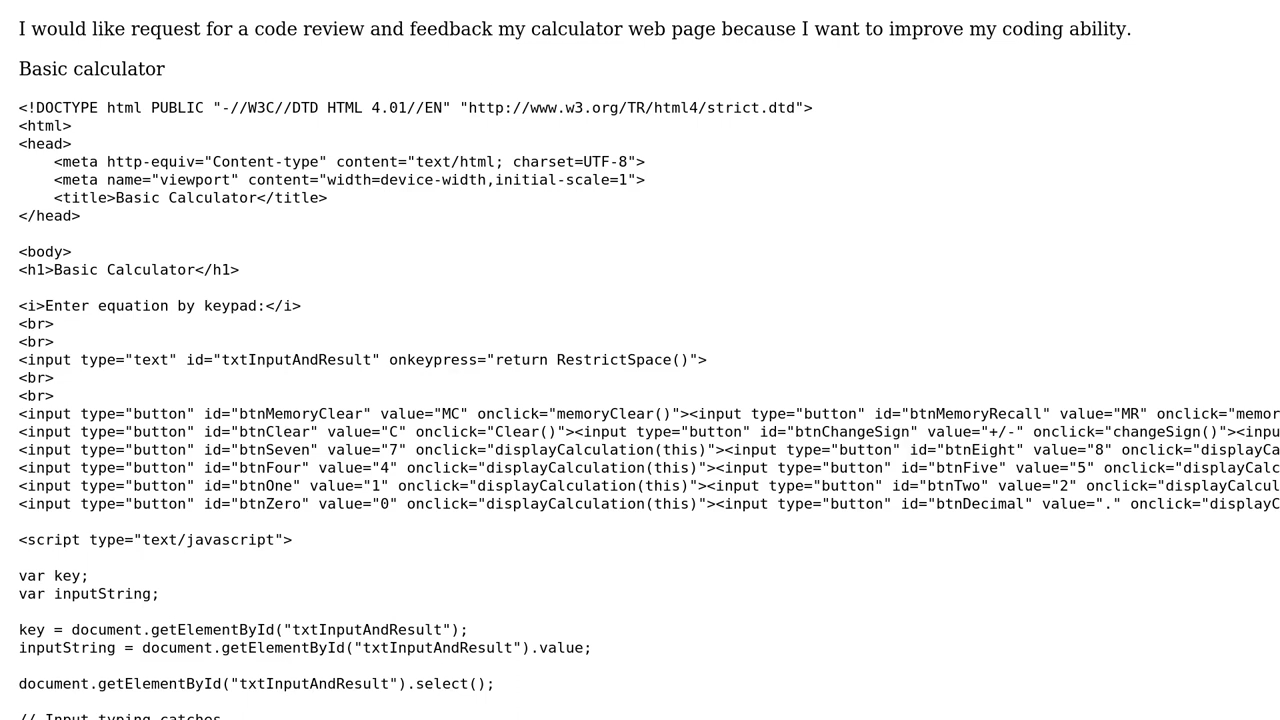 I would like request for a code review and feedback my calculator web page because I want to improve my coding ability.
Basic calculator
<!DOCTYPE html PUBLIC "-//W3C//DTD HTML 4.01//EN" "http://www.w3.org/TR/html4/strict.dtd">
<html>
<head>
    <meta http-equiv="Content-type" content="text/html; charset=UTF-8">
    <meta name="viewport" content="width=device-width,initial-scale=1">
    <title>Basic Calculator</title>
</head>
<body>
<h1>Basic Calculator</h1>
<i>Enter equation by keypad:</i>
<br>
<br>
<input type="text" id="txtInputAndResult" onkeypress="return RestrictSpace()">
<br>
<br>
<input type="button" id="btnMemoryClear" value="MC" onclick="memoryClear()"><input type="button" id="btnMemoryRecall" value="MR" onclick="memor
<input type="button" id="btnClear" value="C" onclick="Clear()"><input type="button" id="btnChangeSign" value="+/-" onclick="changeSign()"><inpu
<input type="button" id="btnSeven" value="7" onclick="displayCalculation(this)"><input type="button" id="btnEight" value="8" onclick="displayCa
<input type="button" id="btnFour" value="4" onclick="displayCalculation(this)"><input type="button" id="btnFive" value="5" onclick="displayCalc
<input type="button" id="btnOne" value="1" onclick="displayCalculation(this)"><input type="button" id="btnTwo" value="2" onclick="displayCalcul
<input type="button" id="btnZero" value="0" onclick="displayCalculation(this)"><input type="button" id="btnDecimal" value="." onclick="displayC
<script type="text/javascript">
var key;
var inputString;
key = document.getElementById("txtInputAndResult");
inputString = document.getElementById("txtInputAndResult").value;
document.getElementById("txtInputAndResult").select();
// Input typing catches